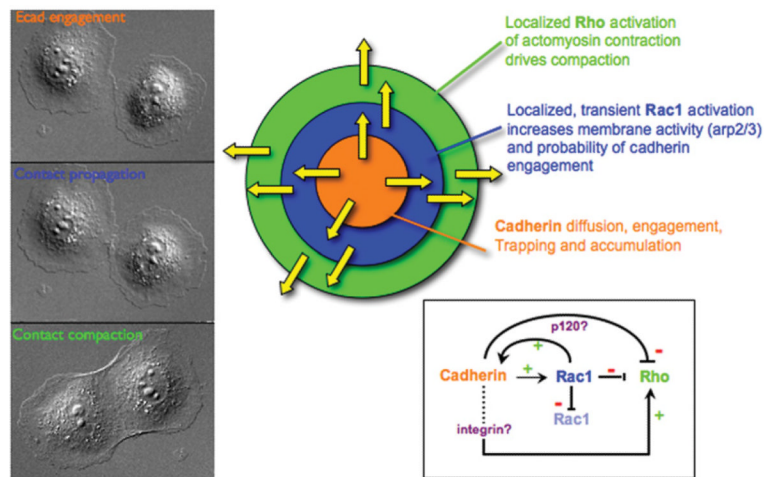 Ecad engagement
Contact propagation
Contact compaction
Localized Rho activation
of actomyosin contraction
drives compaction
Localized, transient Rac1 activation
increases membrane activity (arp2/3)
and probability of cadherin
engagement
Cadherin diffusion, engagement,
Trapping and accumulation
p120?
-
+
Cadherin + Rac1 - Rho
-
Rac1
integrin?
+